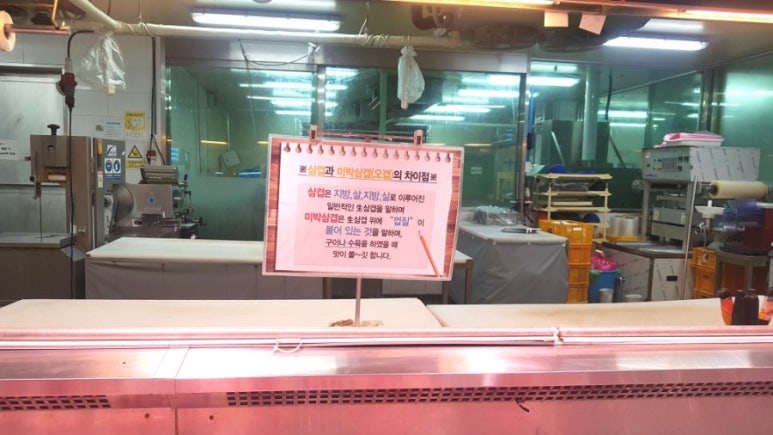 ※삼겹과 미박삼겹(오겹)의 차이점※
삼겹은 지방,살,지방,살로 이루어진
일반적인 生삼겹을 말하며
미박삼겹은 生삼겹 위에 "껍질"이
붙어 있는 것을 말하며,
구이나 수육을 하였을 때
맛이 쫄~깃 합니다.